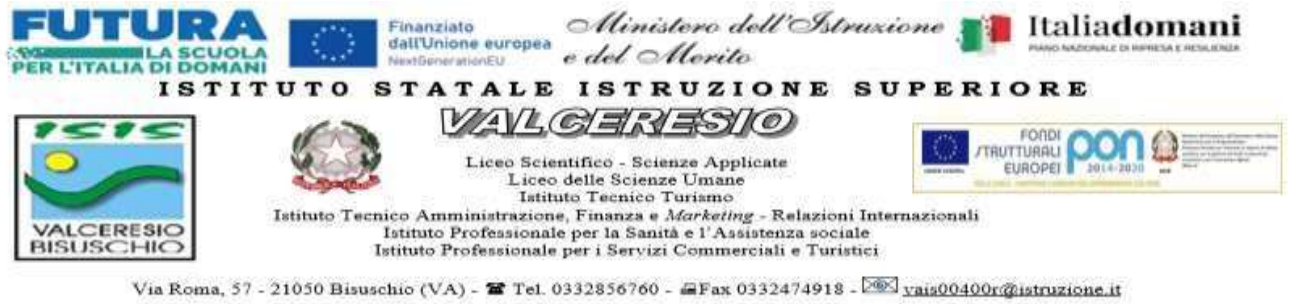 FUTURA
LA SCUOLA
PER L'ITALIA DI DOMANI
Finanziato
dall'Unione europea
NextGenerationEU
Ministero dell'Istruzione
e del Merito
Italiadomani
PIANO NAZIONALE DI RIPRESA E RESILIENZA
ISTITUTO STATALE ISTRUZIONE SUPERIORE
VALCERESIO
ISIS
VALCERESIO
BISUSCHIO
Liceo Scientifico - Scienze Applicate
Liceo delle Scienze Umane
Istituto Tecnico Turismo
Istituto Tecnico Amministrazione, Finanza e Marketing - Relazioni Internazionali
Istituto Professionale per la Sanità e l'Assistenza sociale
Istituto Professionale per i Servizi Commerciali e Turistici
FONDI
STRUTTURALI
EUROPEI
pon
2014-2020
UNIONE EUROPEA
Via Roma, 57 - 21050 Bisuschio (VA) - ☎ Tel. 0332856760 - Fax 0332474918 - vais00400r@istruzione.it